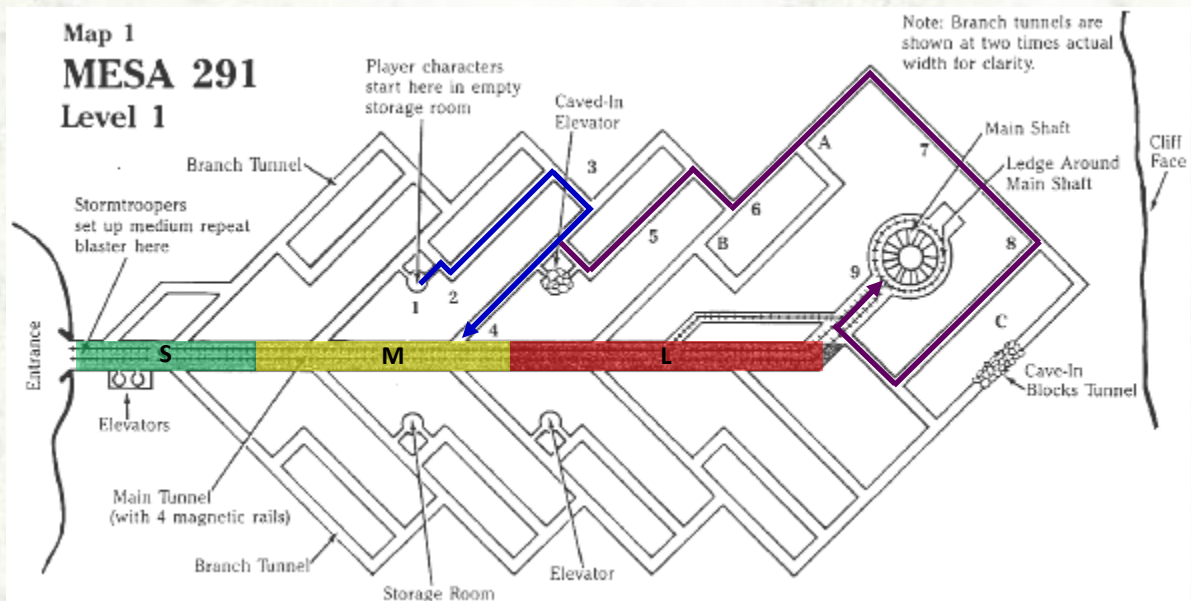 Map 1
MESA 291
Level 1
Note: Branch tunnels are
shown at two times actual
width for clarity.
Player characters
start here in empty
storage room
Caved-In
Elevator
Main Shaft
Ledge Around
Main Shaft
Cliff
Face
Branch Tunnel
Stormtroopers
set up medium repeat
blaster here
3
A
7
6
5
B
8
9
1
2
4
C
Entrance
S
M
L
Elevators
Cave-In
Blocks Tunnel
Main Tunnel
(with 4 magnetic rails)
Branch Tunnel
Storage Room
Elevator